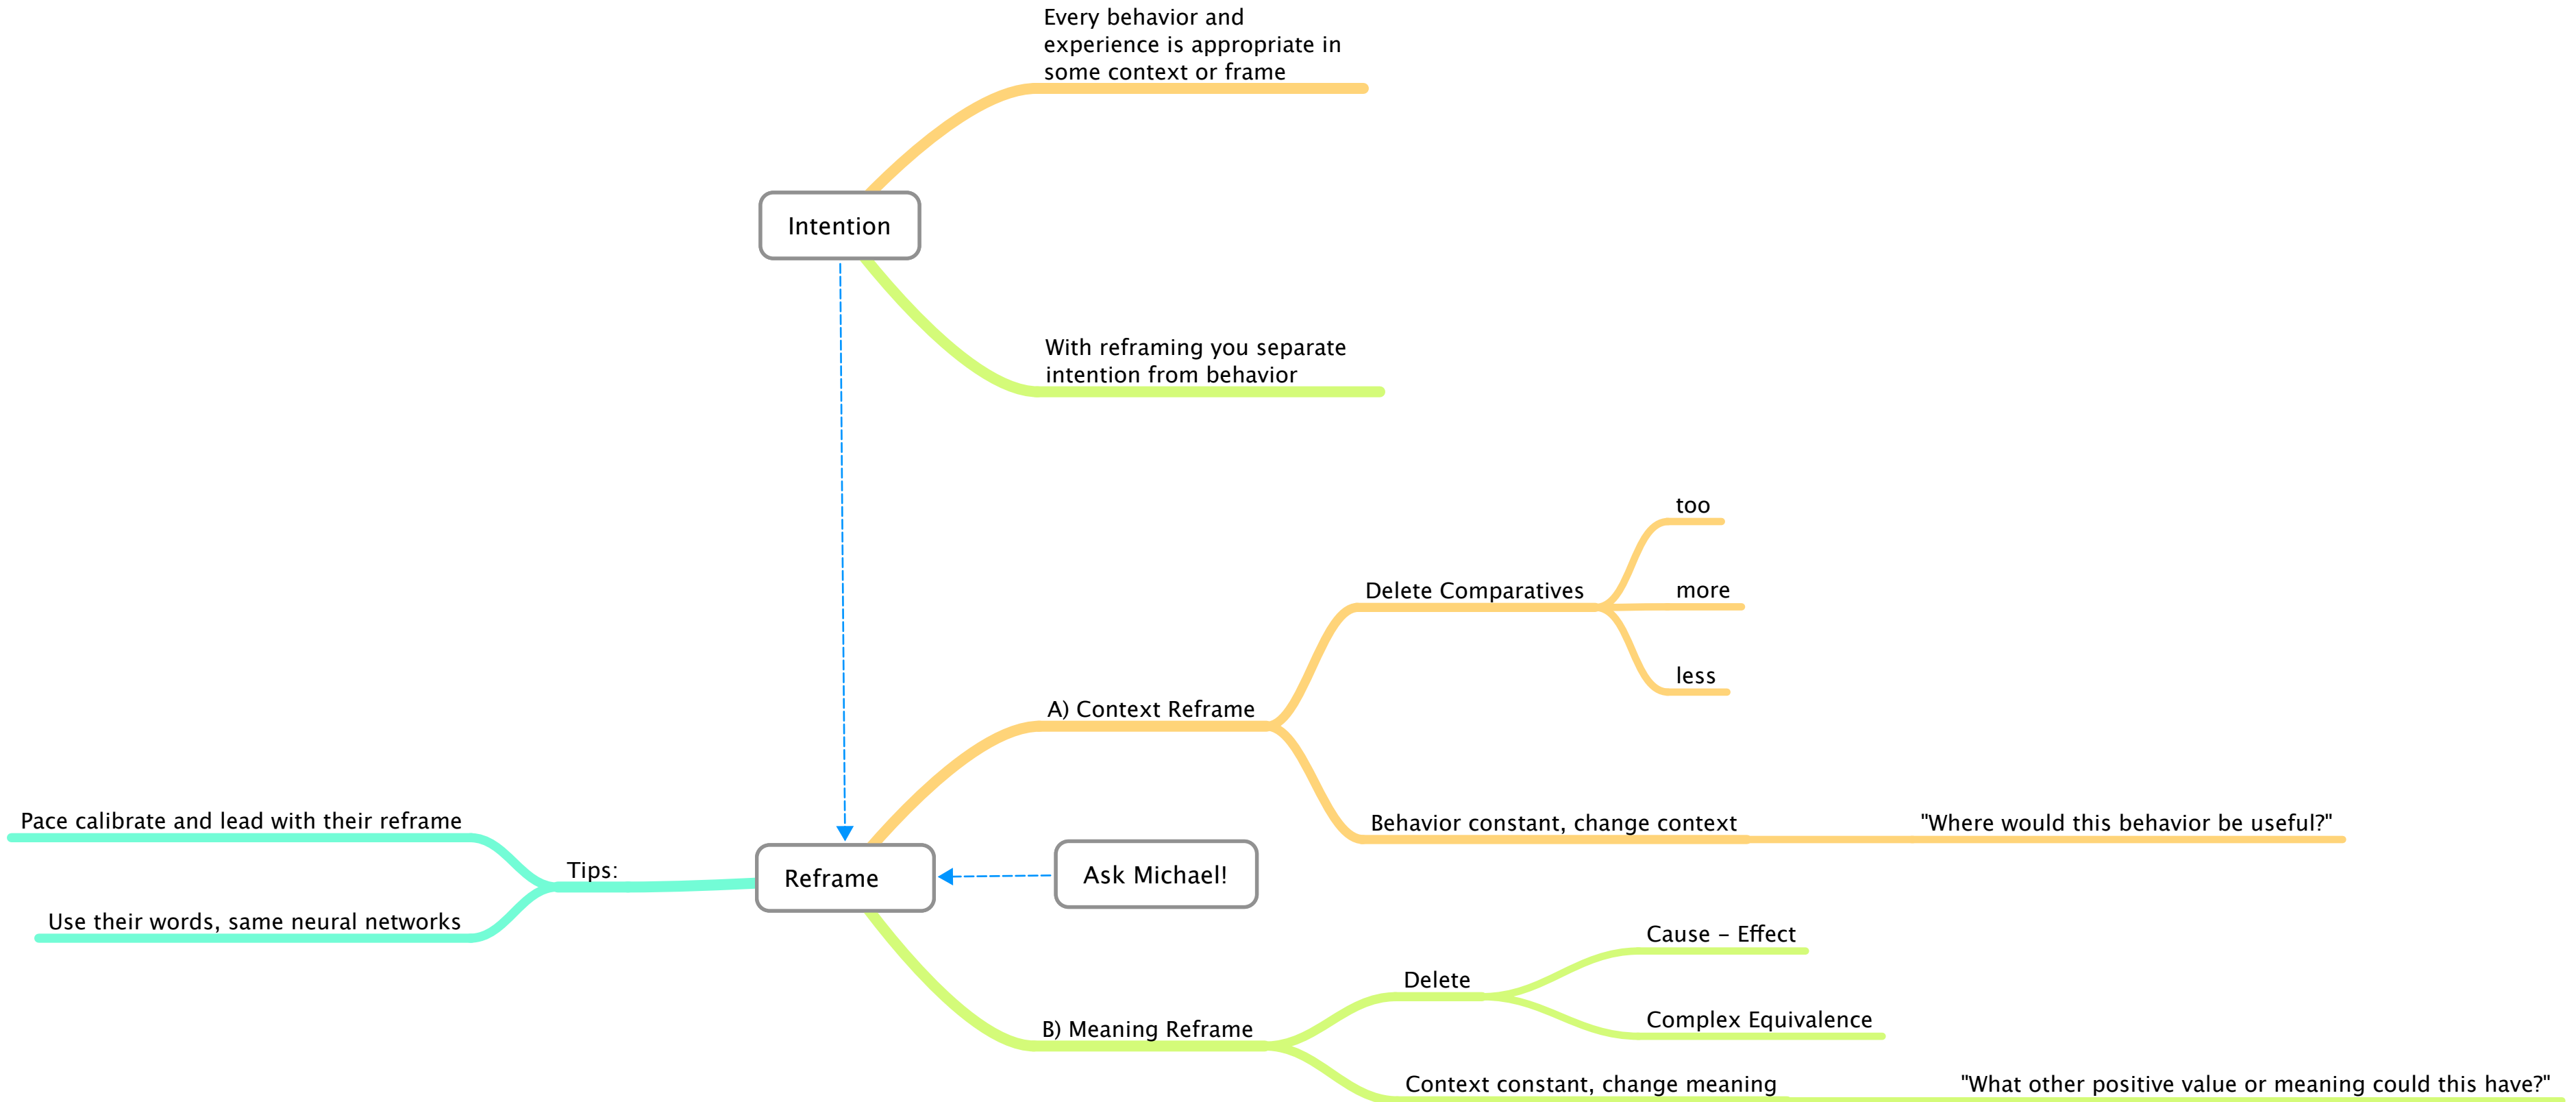 Every behavior and
experience is appropriate in
some context or frame
Intention
With reframing you separate
intention from behavior
too
Delete Comparatives
more
less
A) Context Reframe
Behavior constant, change context
"Where would this behavior be useful?"
Pace calibrate and lead with their reframe
Tips:
Use their words, same neural networks
Reframe
Ask Michael!
Cause – Effect
Delete
Complex Equivalence
B) Meaning Reframe
Context constant, change meaning
"What other positive value or meaning could this have?"